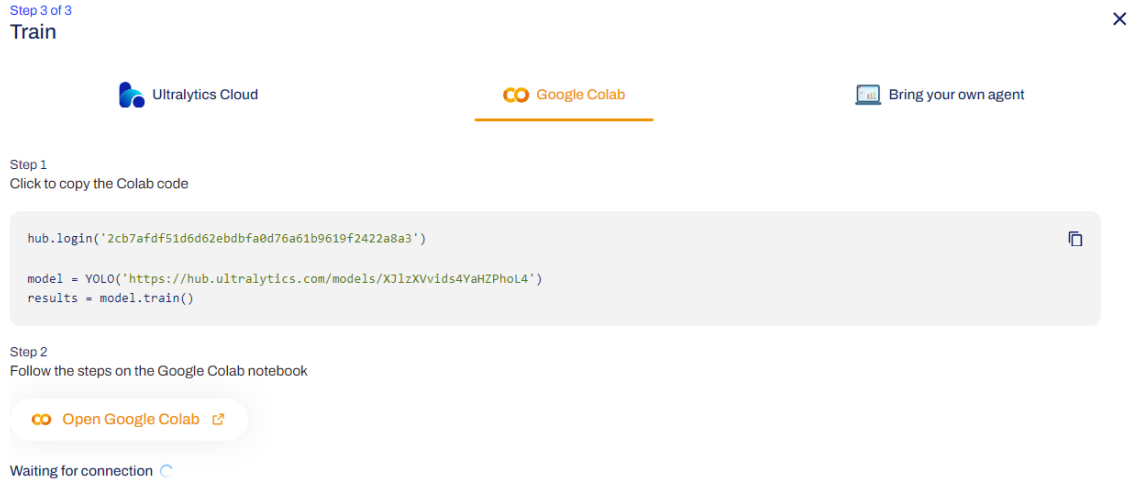 Step 3 of 3
Train
Ultralytics Cloud
Google Colab
Bring your own agent
Step 1
Click to copy the Colab code
hub.login('2cb7afdf51d6d62ebdbfa0d76a61b9619f2422a8a3')
model = YOLO('https://hub.ultralytics.com/models/XJlzXVvids4YaHZPhoL4')
results = model.train()
Step 2
Follow the steps on the Google Colab notebook
Open Google Colab
Waiting for connection